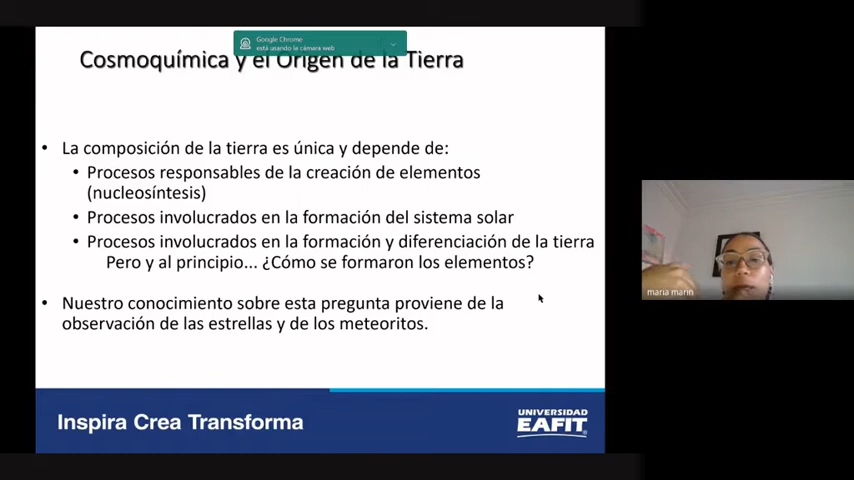 Google Chrome
está usando la cámara web
Cosmoquímica y el Origen de la Tierra
• La composición de la tierra es única y depende de:
• Procesos responsables de la creación de elementos
(nucleosíntesis)
• Procesos involucrados en la formación del sistema solar
• Procesos involucrados en la formación y diferenciación de la tierra
Pero y al principio... ¿Cómo se formaron los elementos?
• Nuestro conocimiento sobre esta pregunta proviene de la
observación de las estrellas y de los meteoritos.
maria marin
Inspira Crea Transforma
UNIVERSIDAD
EAFIT